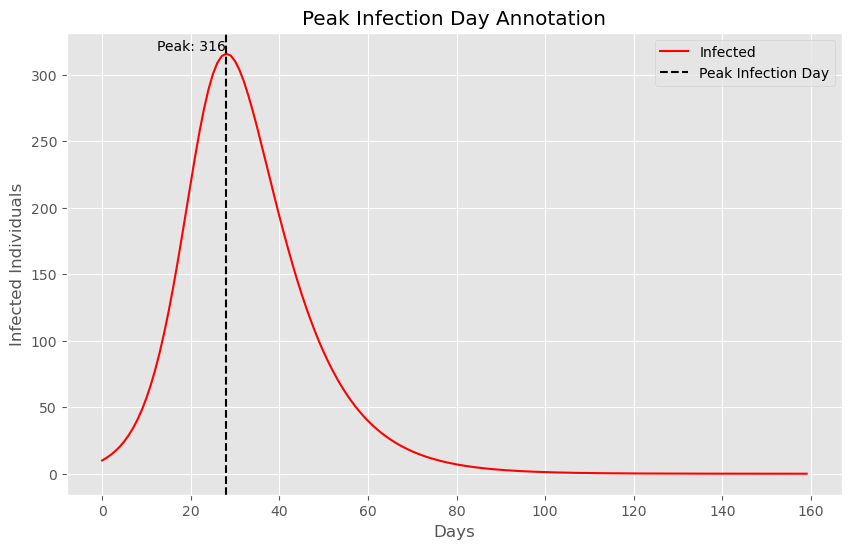 Peak Infection Day Annotation
Peak: 316
Infected
Peak Infection Day
Infected Individuals
300
250
200
150
100
50
0
0 20 40 60 80 100 120 140 160
Days